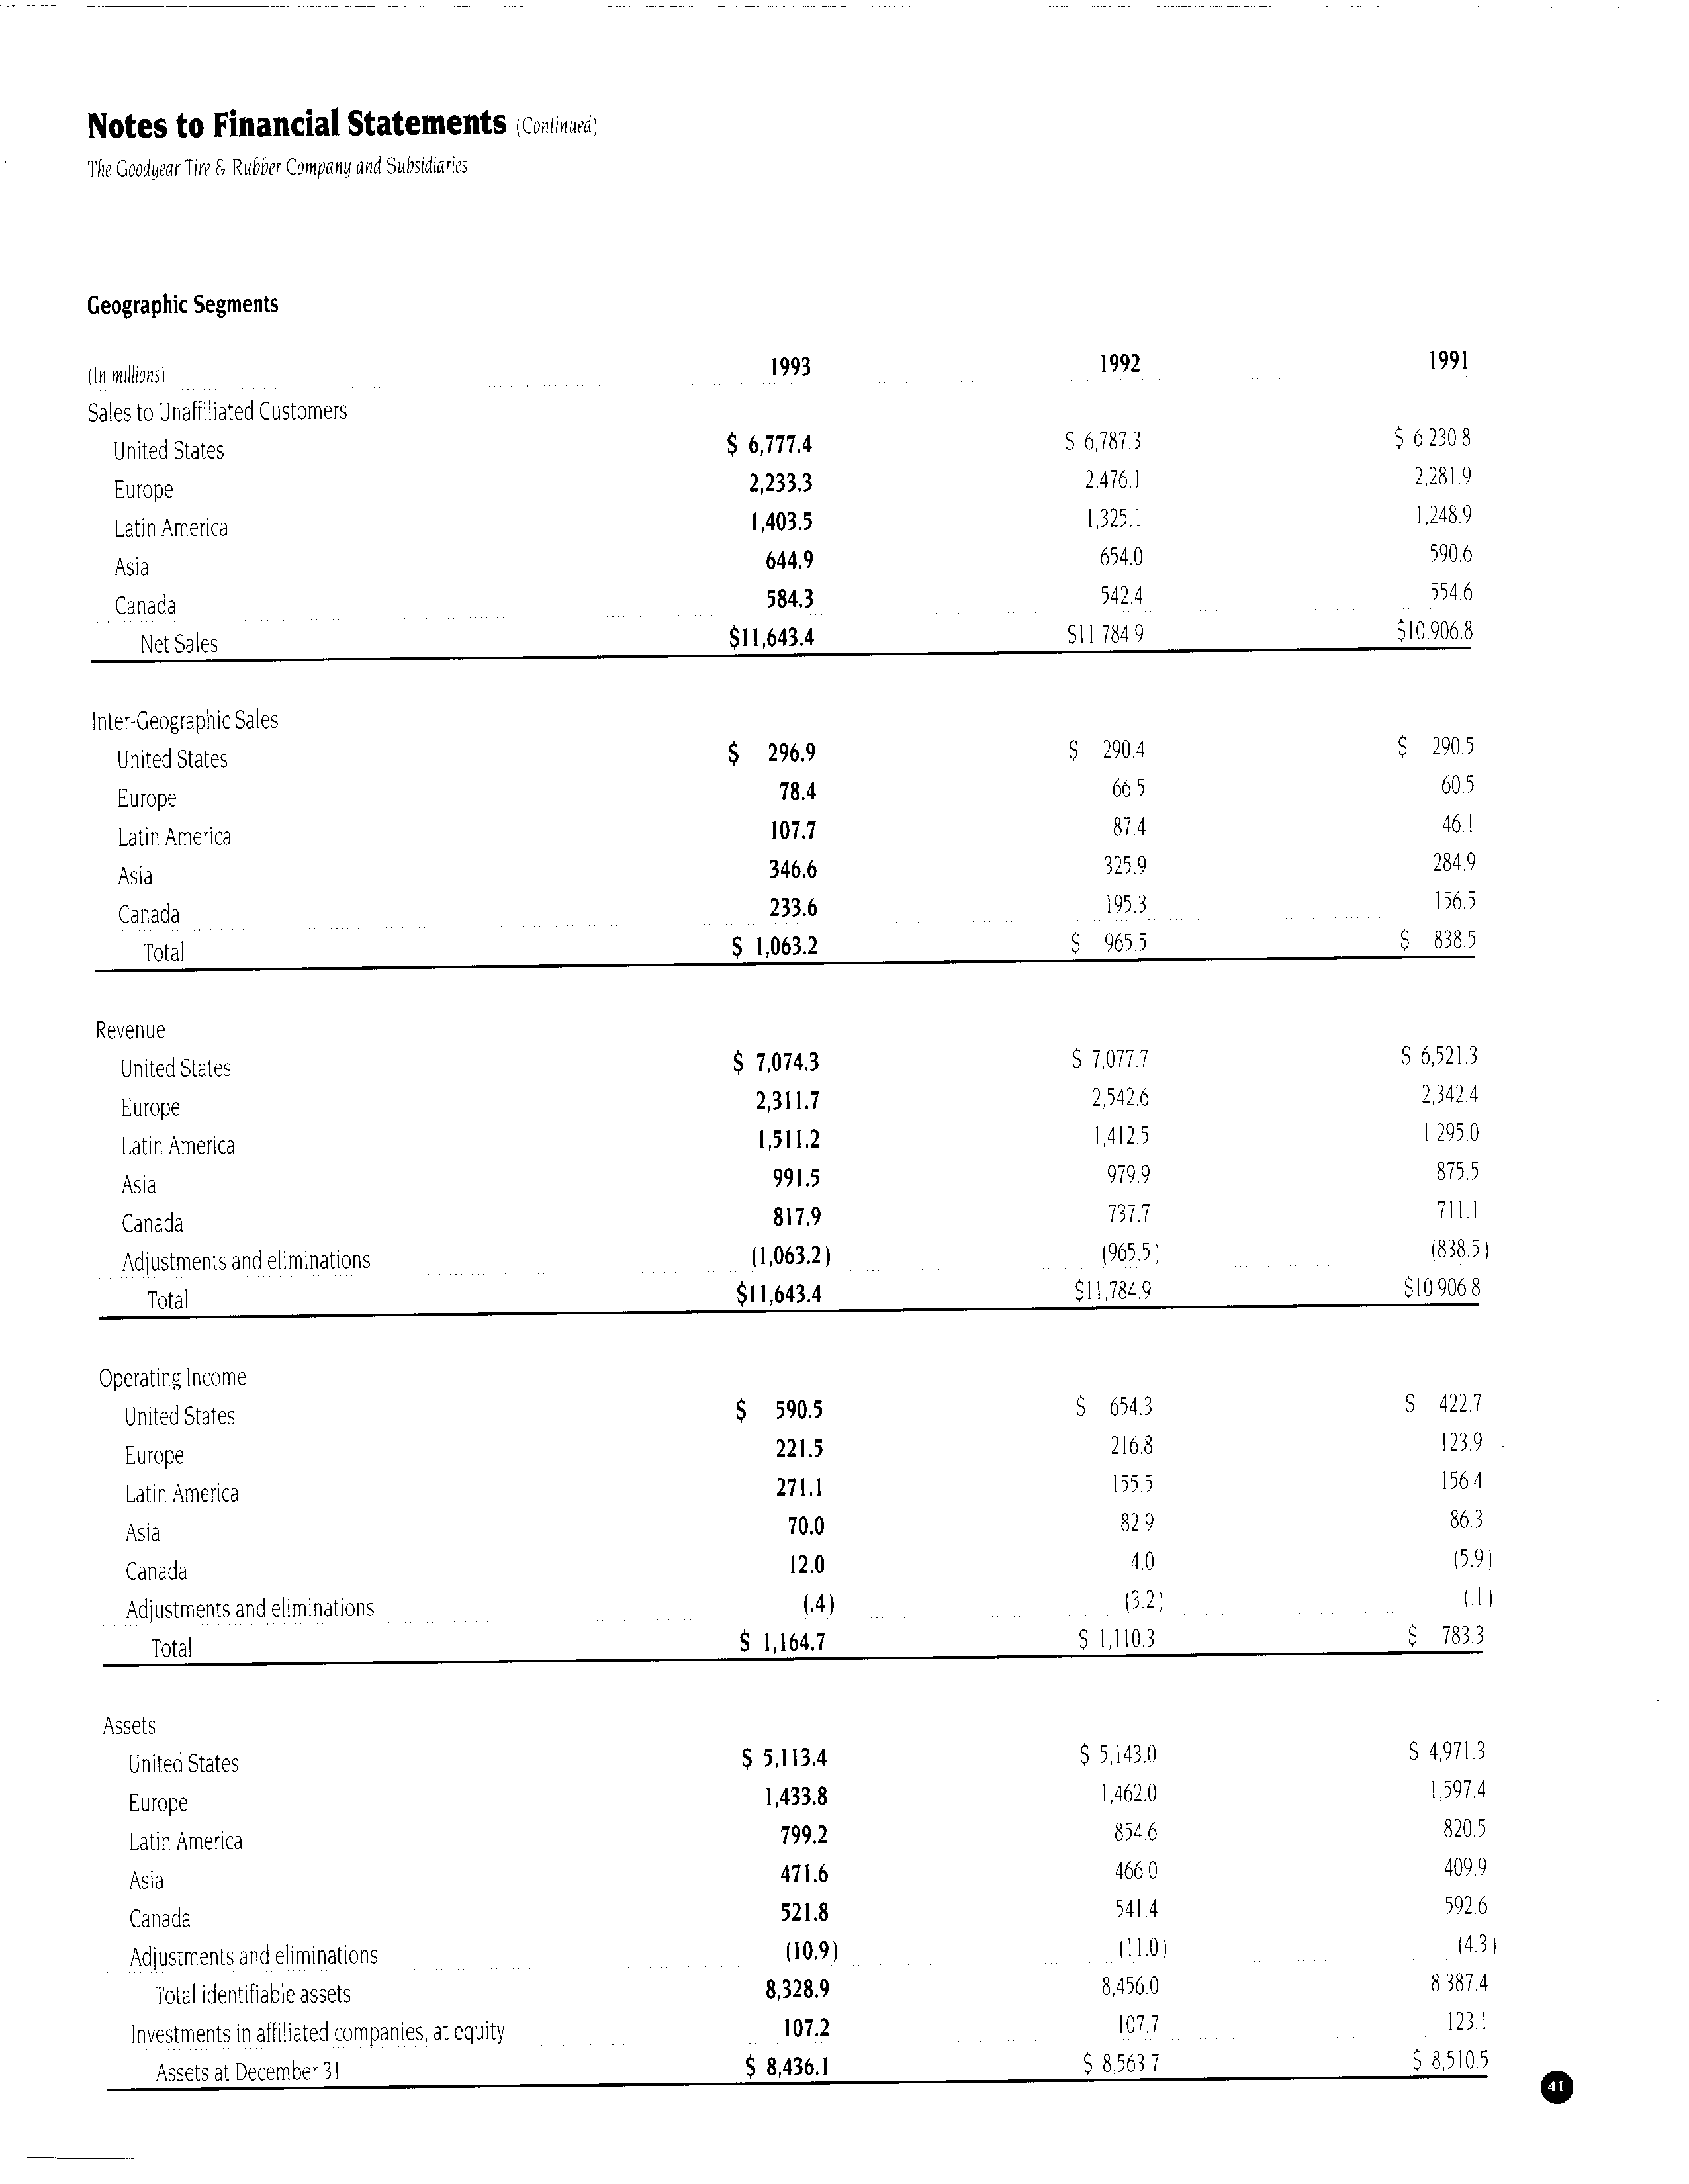 Notes to Financial Statements (Continued)
The Goodyear Tire & Rubber Company and Subsidiaries
Geographic Segments
(In millions) 1993 1992 1991
Sales to Unaffiliated Customers
United States $ 6,777.4 $ 6,787.3 $ 6,230.8
Europe 2,233.3 2,476.1 2,281.9
Latin America 1,403.5 1,325.1 1,248.9
Asia 644.9 654.0 590.6
Canada 584.3 542.4 554.6
Net Sales $11,643.4 $11,784.9 $10,906.8
Inter-Geographic Sales
United States $ 296.9 $ 290.4 $ 290.5
Europe 78.4 66.5 60.5
Latin America 107.7 87.4 46.1
Asia 346.6 325.9 284.9
Canada 233.6 195.3 156.5
Total $ 1,063.2 $ 965.5 $ 838.5
Revenue
United States $ 7,074.3 $ 7,077.7 $ 6,521.3
Europe 2,311.7 2,542.6 2,342.4
Latin America 1,511.2 1,412.5 1,295.0
Asia 991.5 979.9 875.5
Canada 817.9 737.7 711.1
Adjustments and eliminations (1,063.2) (965.5) (838.5)
Total $11,643.4 $11,784.9 $10,906.8
Operating Income
United States $ 590.5 $ 654.3 $ 422.7
Europe 221.5 216.8 123.9
Latin America 271.1 155.5 156.4
Asia 70.0 82.9 86.3
Canada 12.0 4.0 (5.9)
Adjustments and eliminations (.4) (3.2) (.1)
Total $ 1,164.7 $ 1,110.3 $ 783.3
Assets
United States $ 5,113.4 $ 5,143.0 $ 4,971.3
Europe 1,433.8 1,462.0 1,597.4
Latin America 799.2 854.6 820.5
Asia 471.6 466.0 409.9
Canada 521.8 541.4 592.6
Adjustments and eliminations (10.9) (11.0) (4.3)
Total identifiable assets 8,328.9 8,456.0 8,387.4
Investments in affiliated companies, at equity 107.2 107.7 123.1
Assets at December 31 $ 8,436.1 $ 8,563.7 $ 8,510.5
41